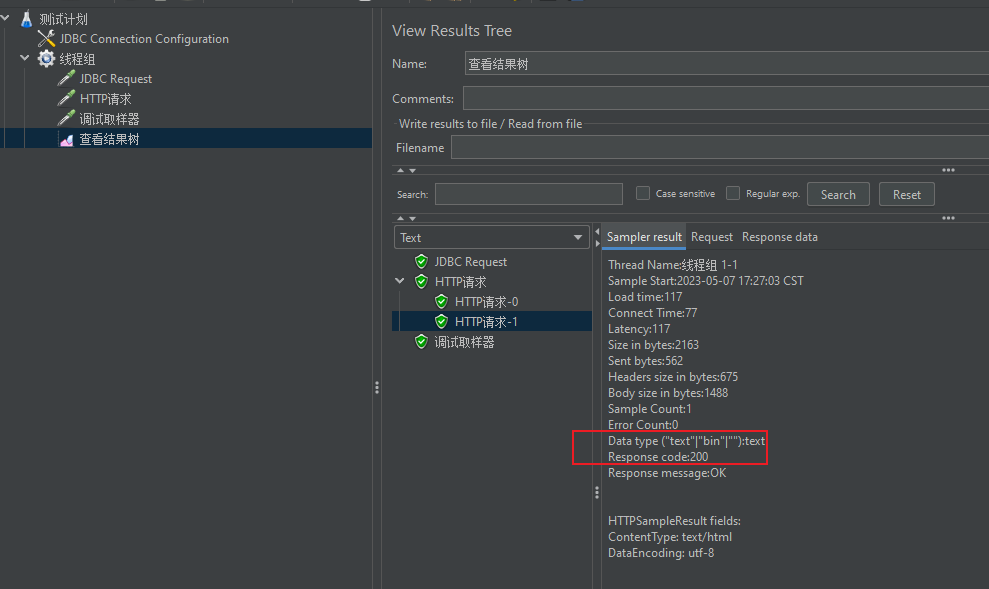 测试计划
JDBC Connection Configuration
线程组
JDBC Request
HTTP请求
调试取样器
查看结果树
View Results Tree
Name: 查看结果树
Comments:
Write results to file / Read from file
Filename
Search: Case sensitive Regular exp. Search Reset
Text
JDBC Request
HTTP请求
HTTP请求-0
HTTP请求-1
调试取样器
Sampler result Request Response data
Thread Name:线程组 1-1
Sample Start:2023-05-07 17:27:03 CST
Load time:117
Connect Time:77
Latency:117
Size in bytes:2163
Sent bytes:562
Headers size in bytes:675
Body size in bytes:1488
Sample Count:1
Error Count:0
Data type ("text"|"bin"|""):text
Response code:200
Response message:OK
HTTPSampleResult fields:
ContentType: text/html
DataEncoding: utf-8